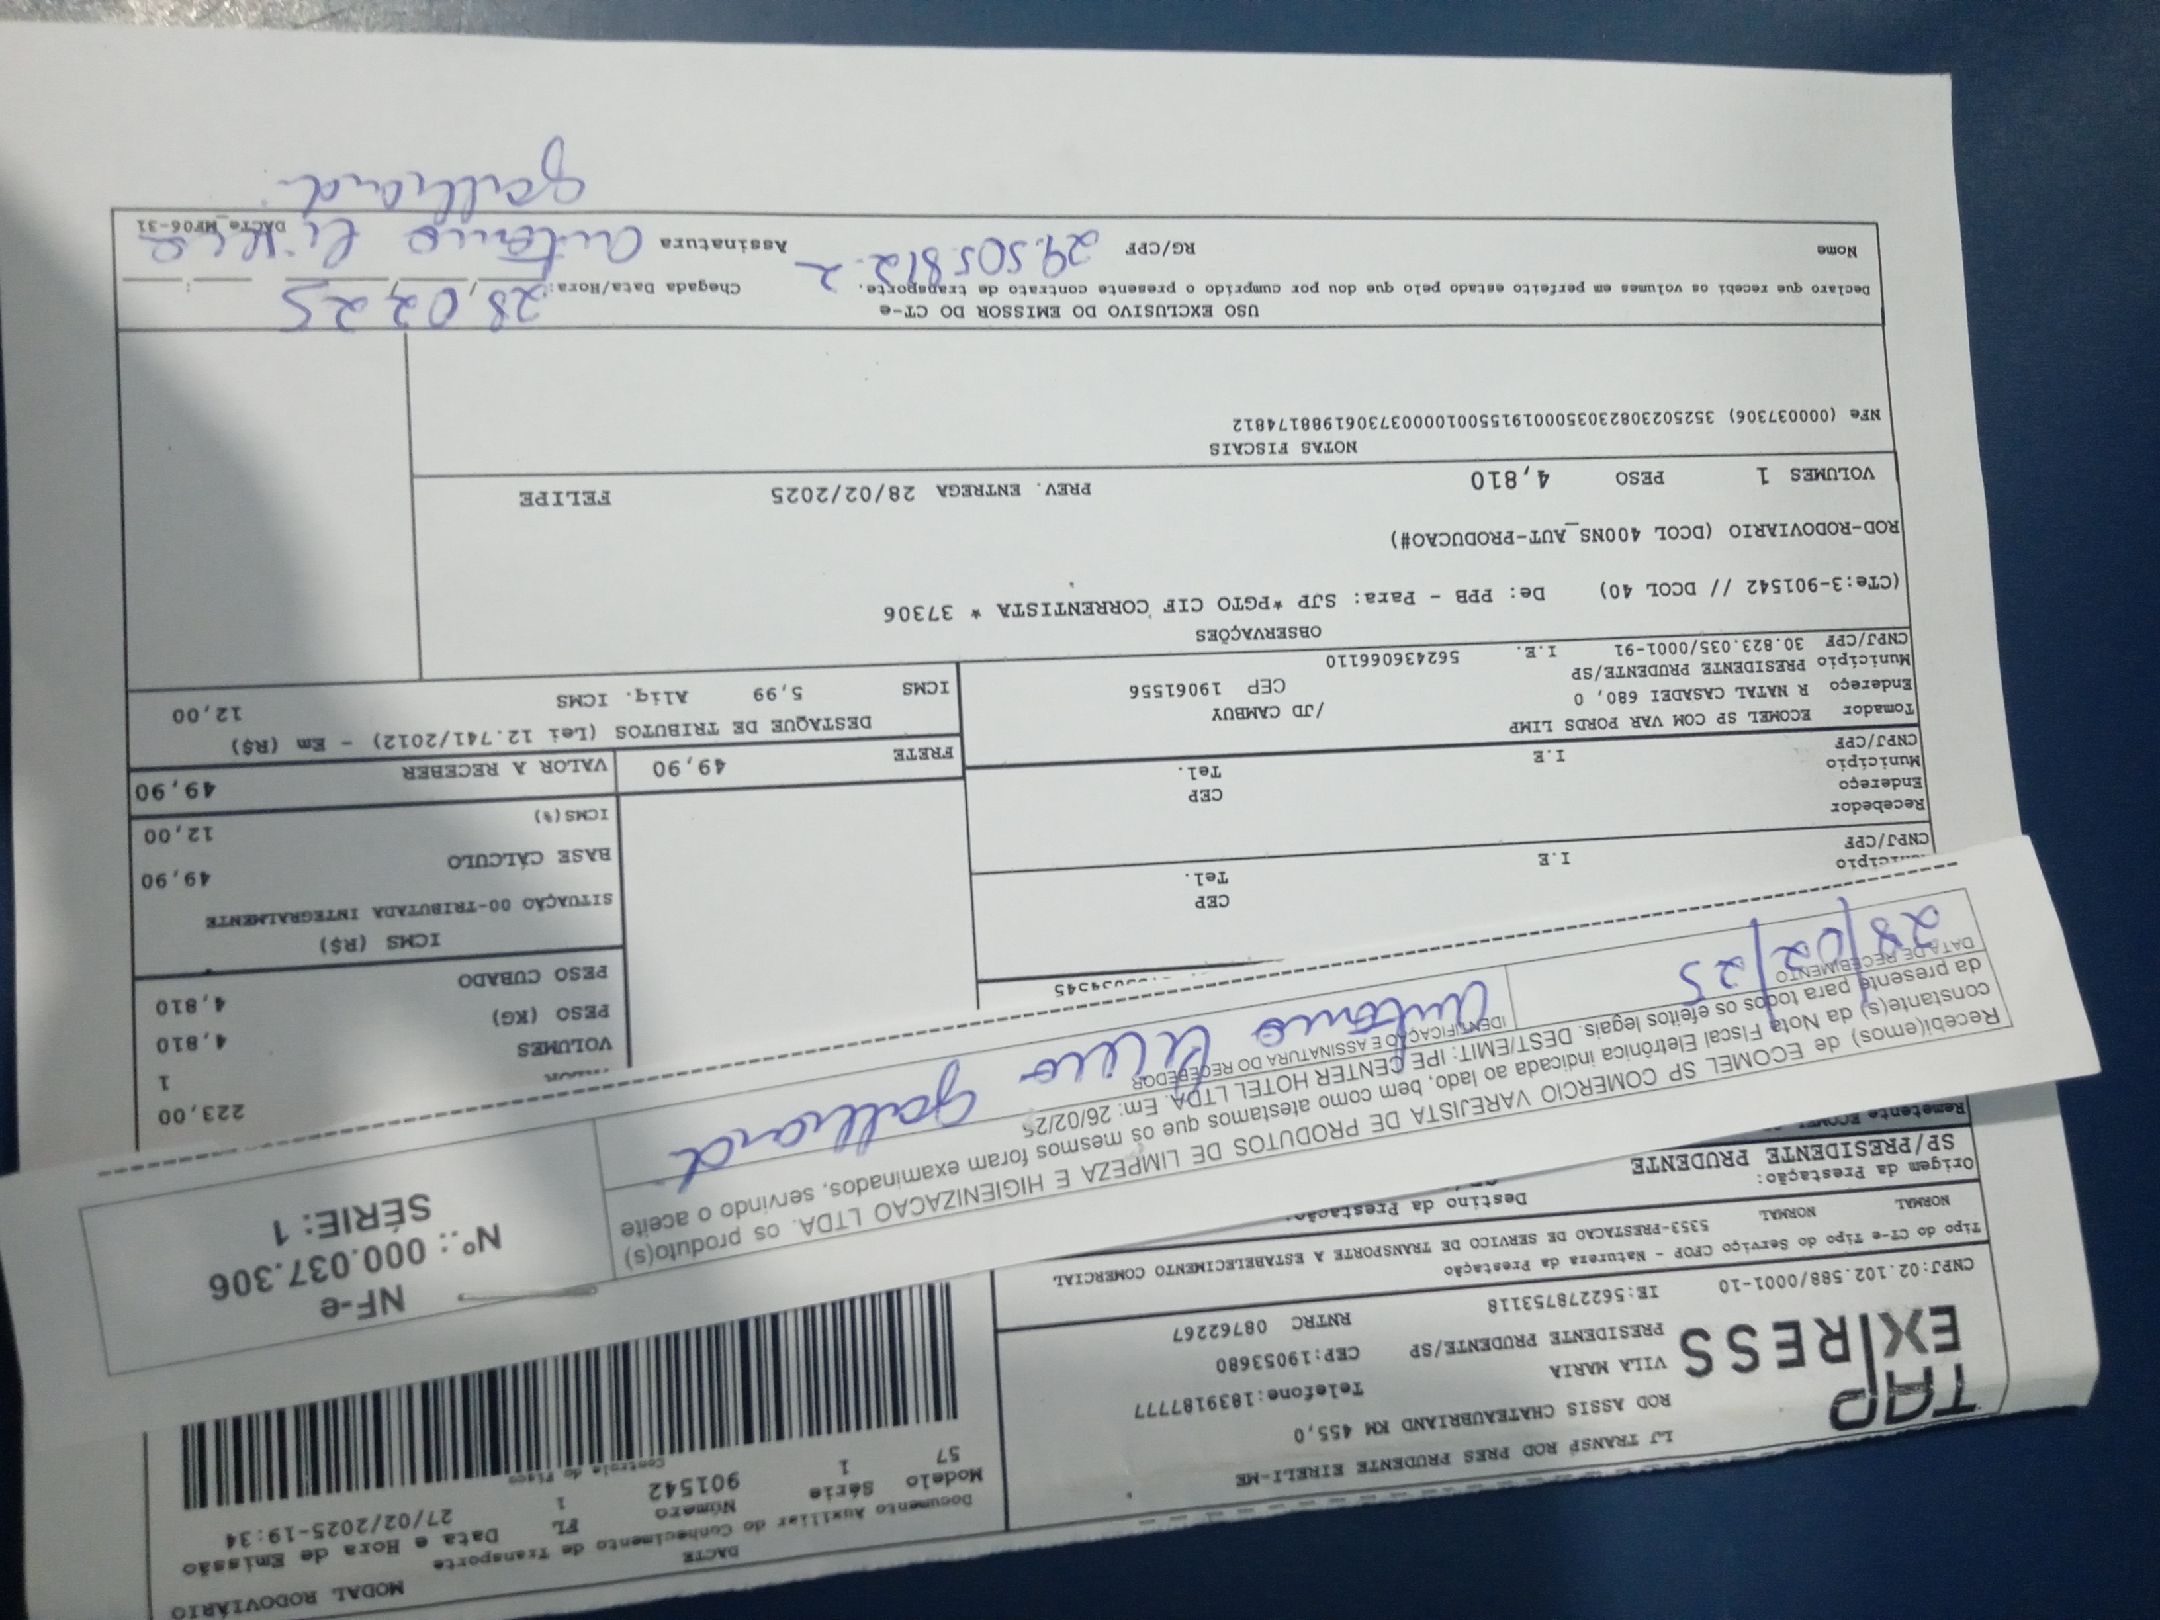 MODAL RODOVIÁRIO
DACTE
Documento Auxiliar do Conhecimento de Transporte
Modelo Série Número FL Data e Hora de Emissão
57 1 901542 1 27/02/2025-19:34
Controle do Fisco
TAP
EXPRESS
LJ TRANSP ROD PRES PRUDENTE EIRELI-ME
ROD ASSIS CHATEAUBRIAND KM 455,0
VILA MARIA Telefone:1839187777
PRESIDENTE PRUDENTE/SP CEP:19053680
CNPJ:02.102.588/0001-10 IE:562278753118 RNTRC 08762267
Tipo do CT-e Tipo do Serviço CFOP - Natureza da Prestação
NORMAL NORMAL 5353-PRESTACAO DE SERVICO DE TRANSPORTE A ESTABELECIMENTO COMERCIAL
Origem da Prestação: Destino da Prestação:
SP/PRESIDENTE PRUDENTE
Remetente ECOMEL
NF-e
Nº.: 000.037.306
SÉRIE: 1
Recebi(emos) de ECOMEL SP COMERCIO VAREJISTA DE PRODUTOS DE LIMPEZA E HIGIENIZACAO LTDA. os produto(s)
constante(s) da Nota Fiscal Eletrônica indicada ao lado, bem como atestamos que os mesmos foram examinados, servindo o aceite
da presente para todos os efeitos legais. DEST/EMIT: IPE CENTER HOTEL LTDA. Em: 26/02/25
DATA DE RECEBIMENTO IDENTIFICAÇÃO E ASSINATURA DO RECEBEDOR
28/02/25 Antonio
223,00
VOLUMES 1
PESO (KG) 4,810
PESO CUBADO 4,810
ICMS (R$)
SITUAÇÃO 00-TRIBUTADA INTEGRALMENTE
BASE CÁLCULO 49,90
ICMS(%) 12,00
FRETE 49,90 VALOR A RECEBER 49,90
DESTAQUE DE TRIBUTOS (Lei 12.741/2012) - Em (R$)
ICMS 5,99 Aliq. ICMS 12,00
CEP
Tel.
CNPJ/CPF I.E
Recebedor
Endereço CEP
Município Tel.
CNPJ/CPF I.E
Tomador ECOMEL SP COM VAR PORDS LIMP
Endereço R NATAL CASADEI 680, 0 /JD CAMBUY
Município PRESIDENTE PRUDENTE/SP CEP 19061556
CNPJ/CPF 30.823.035/0001-91 I.E. 562436066110
OBSERVAÇÕES
(CTe:3-901542 // DCOL 40) De: PPB - Para: SJP *PGTO CIF CORRENTISTA * 37306
ROD-RODOVIARIO (DCOL 400NS_AUT-PRODUCAO#)
VOLUMES 1 PESO 4,810 PREV. ENTREGA 28/02/2025 FELIPE
NOTAS FISCAIS
NFe (00037306) 35250230823035000191550010000373061988174812
USO EXCLUSIVO DO EMISSOR DO CT-e
Declaro que recebi os volumes em perfeito estado pelo que dou por cumprido o presente contrato de transporte. Chegada Data/Hora: 28 02 25
Nome RG/CPF 29.505.812-2 Assinatura Antonio
DACTe_MF06-31